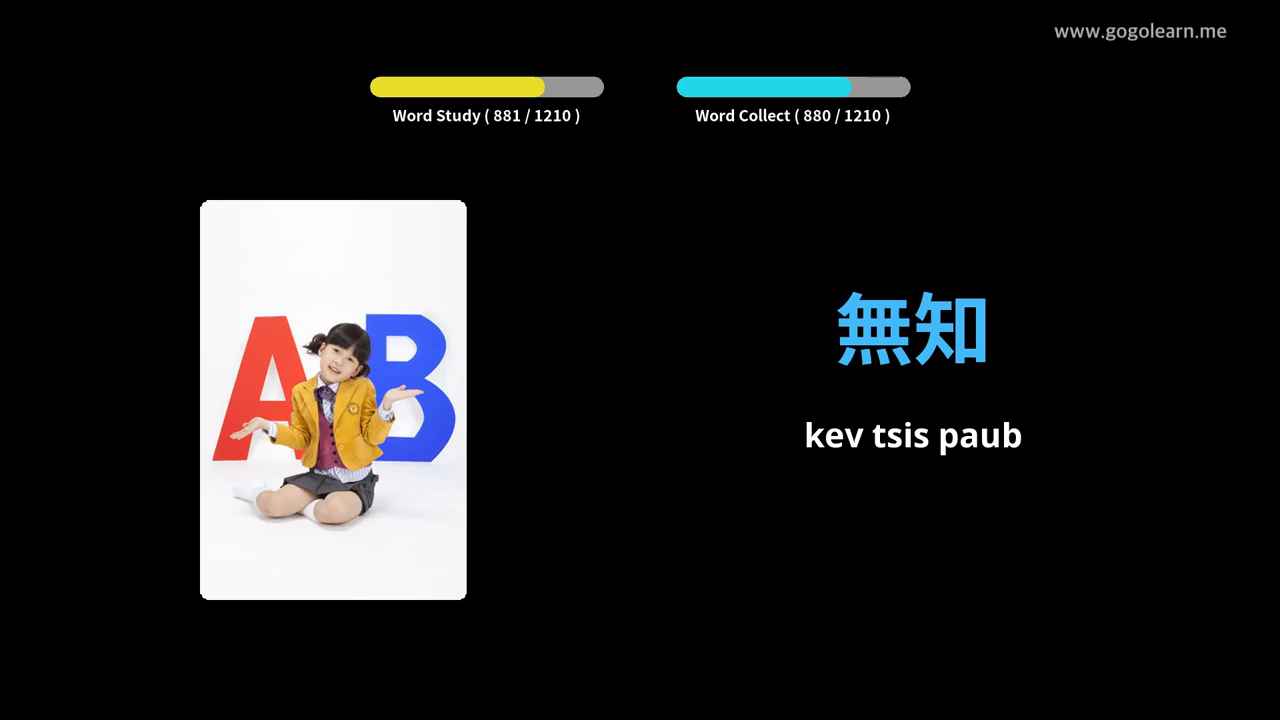 www.gogolearn.me
Word Study ( 881 / 1210 )
Word Collect ( 880 / 1210 )
A B
無知
kev tsis paub